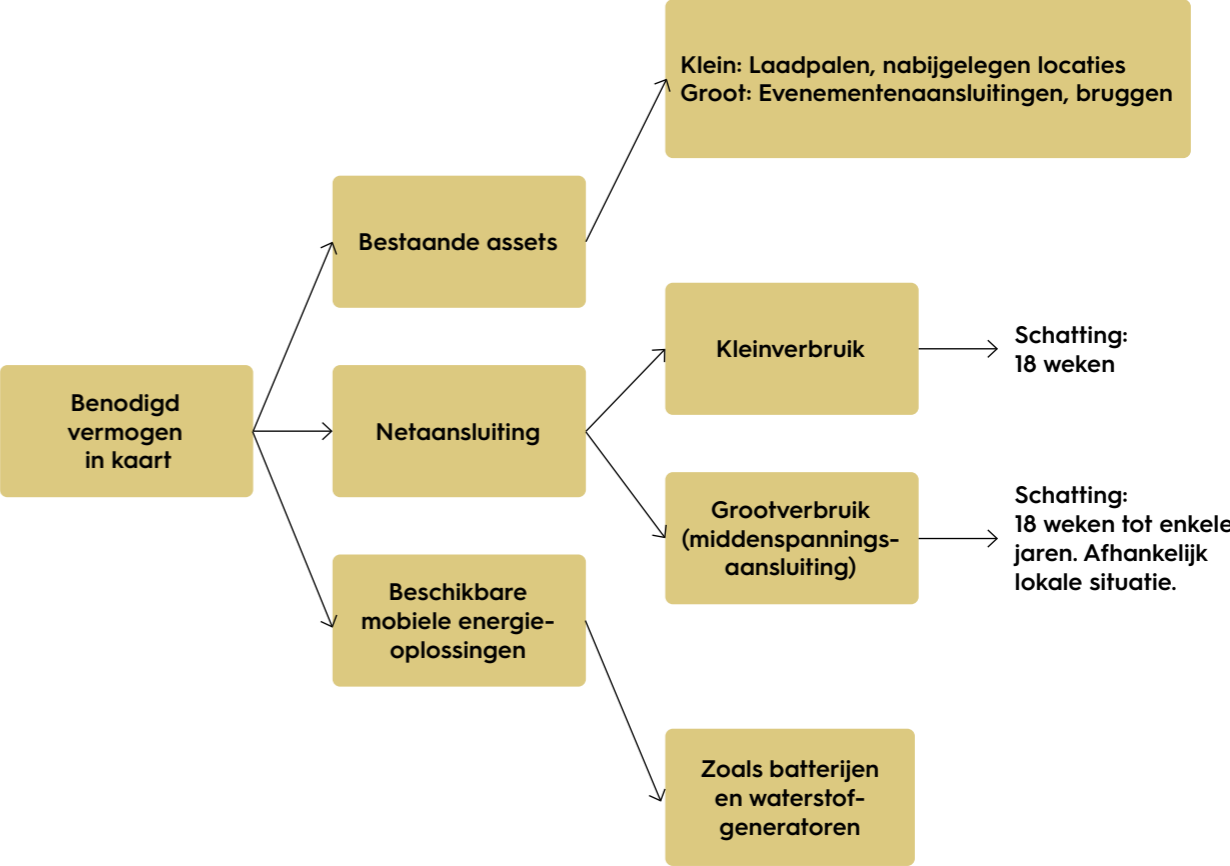 Klein: Laadpalen, nabijgelegen locaties
Groot: Evenementenaansluitingen, bruggen
Bestaande assets
Kleinverbruik
Schatting:
18 weken
Benodigd
vermogen
in kaart
Netaansluiting
Grootverbruik
(middenspannings-
aansluiting)
Schatting:
18 weken tot enkele
jaren. Afhankelijk
lokale situatie.
Beschikbare
mobiele energie-
oplossingen
Zoals batterijen
en waterstof-
generatoren